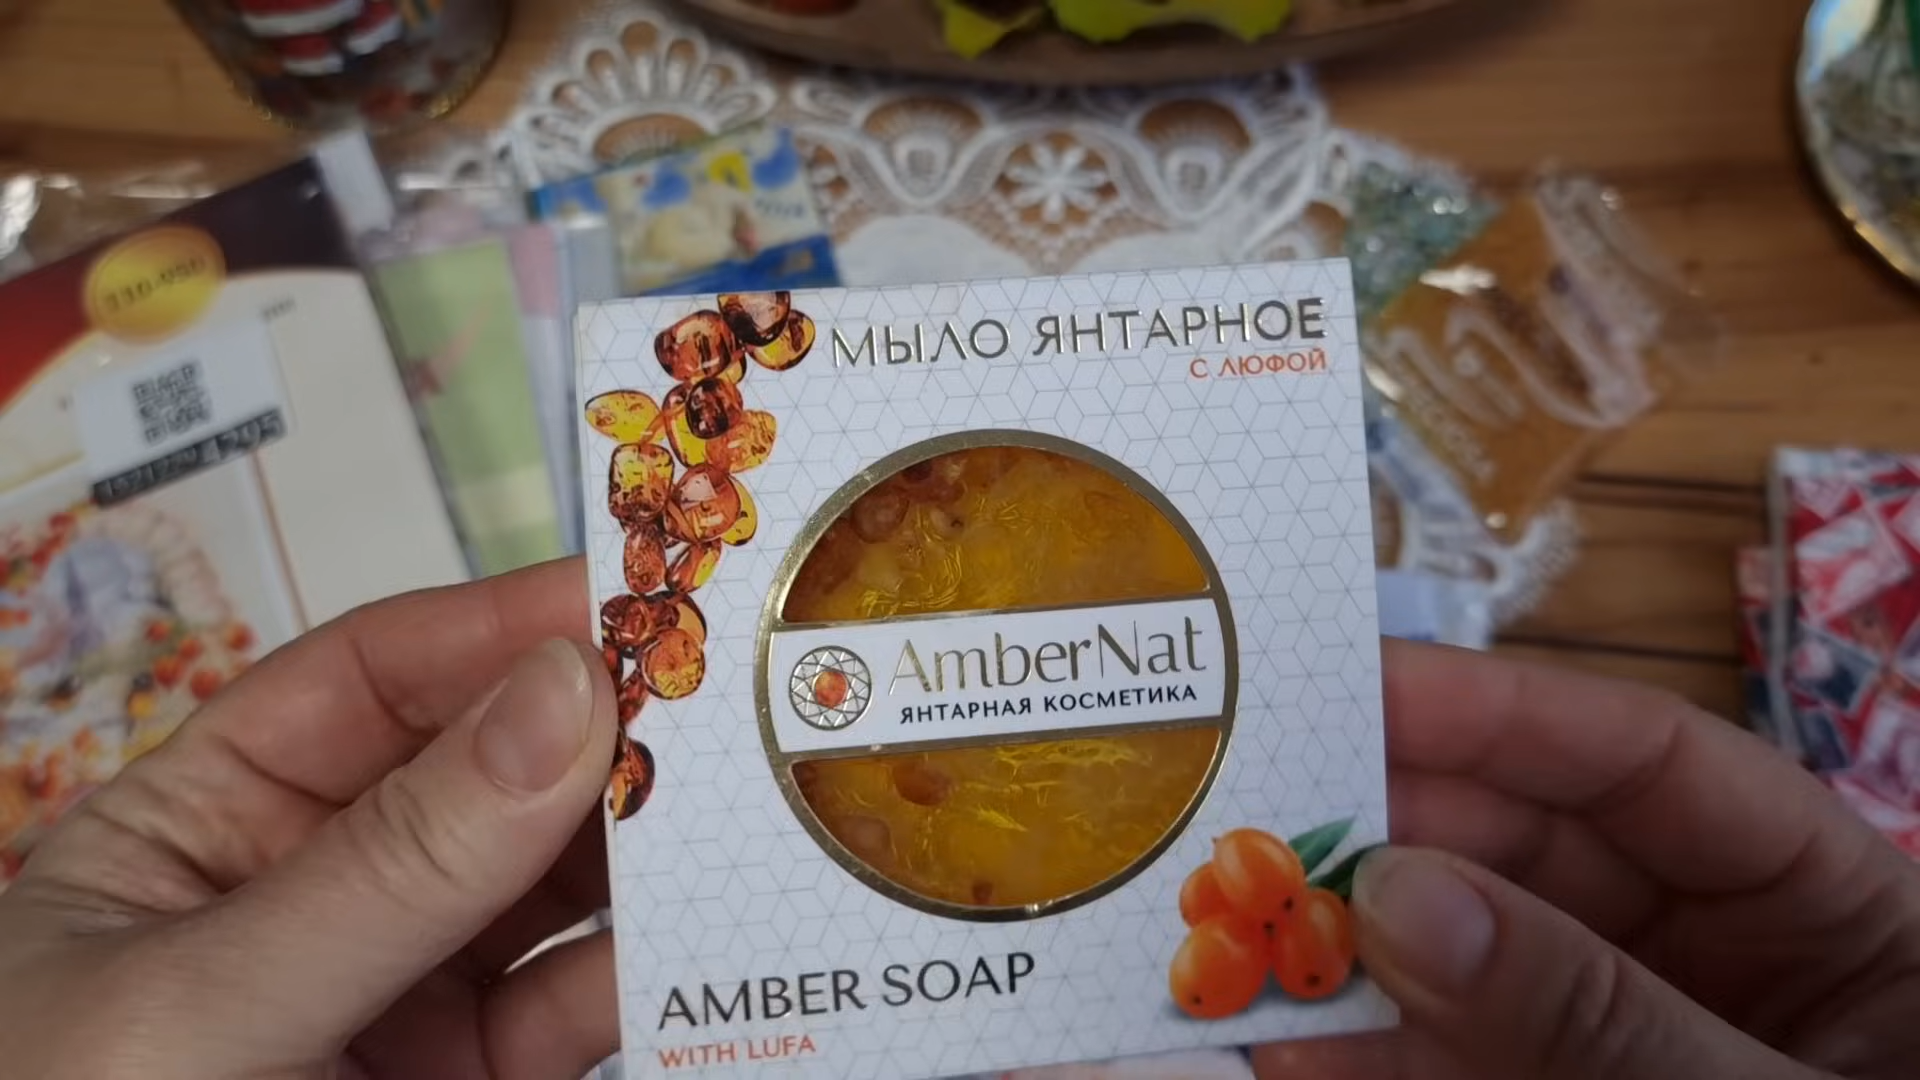 МЫЛО ЯНТАРНОЕ
С ЛЮФОЙ
AmberNat
ЯНТАРНАЯ КОСМЕТИКА
AMBER SOAP
WITH LUFA